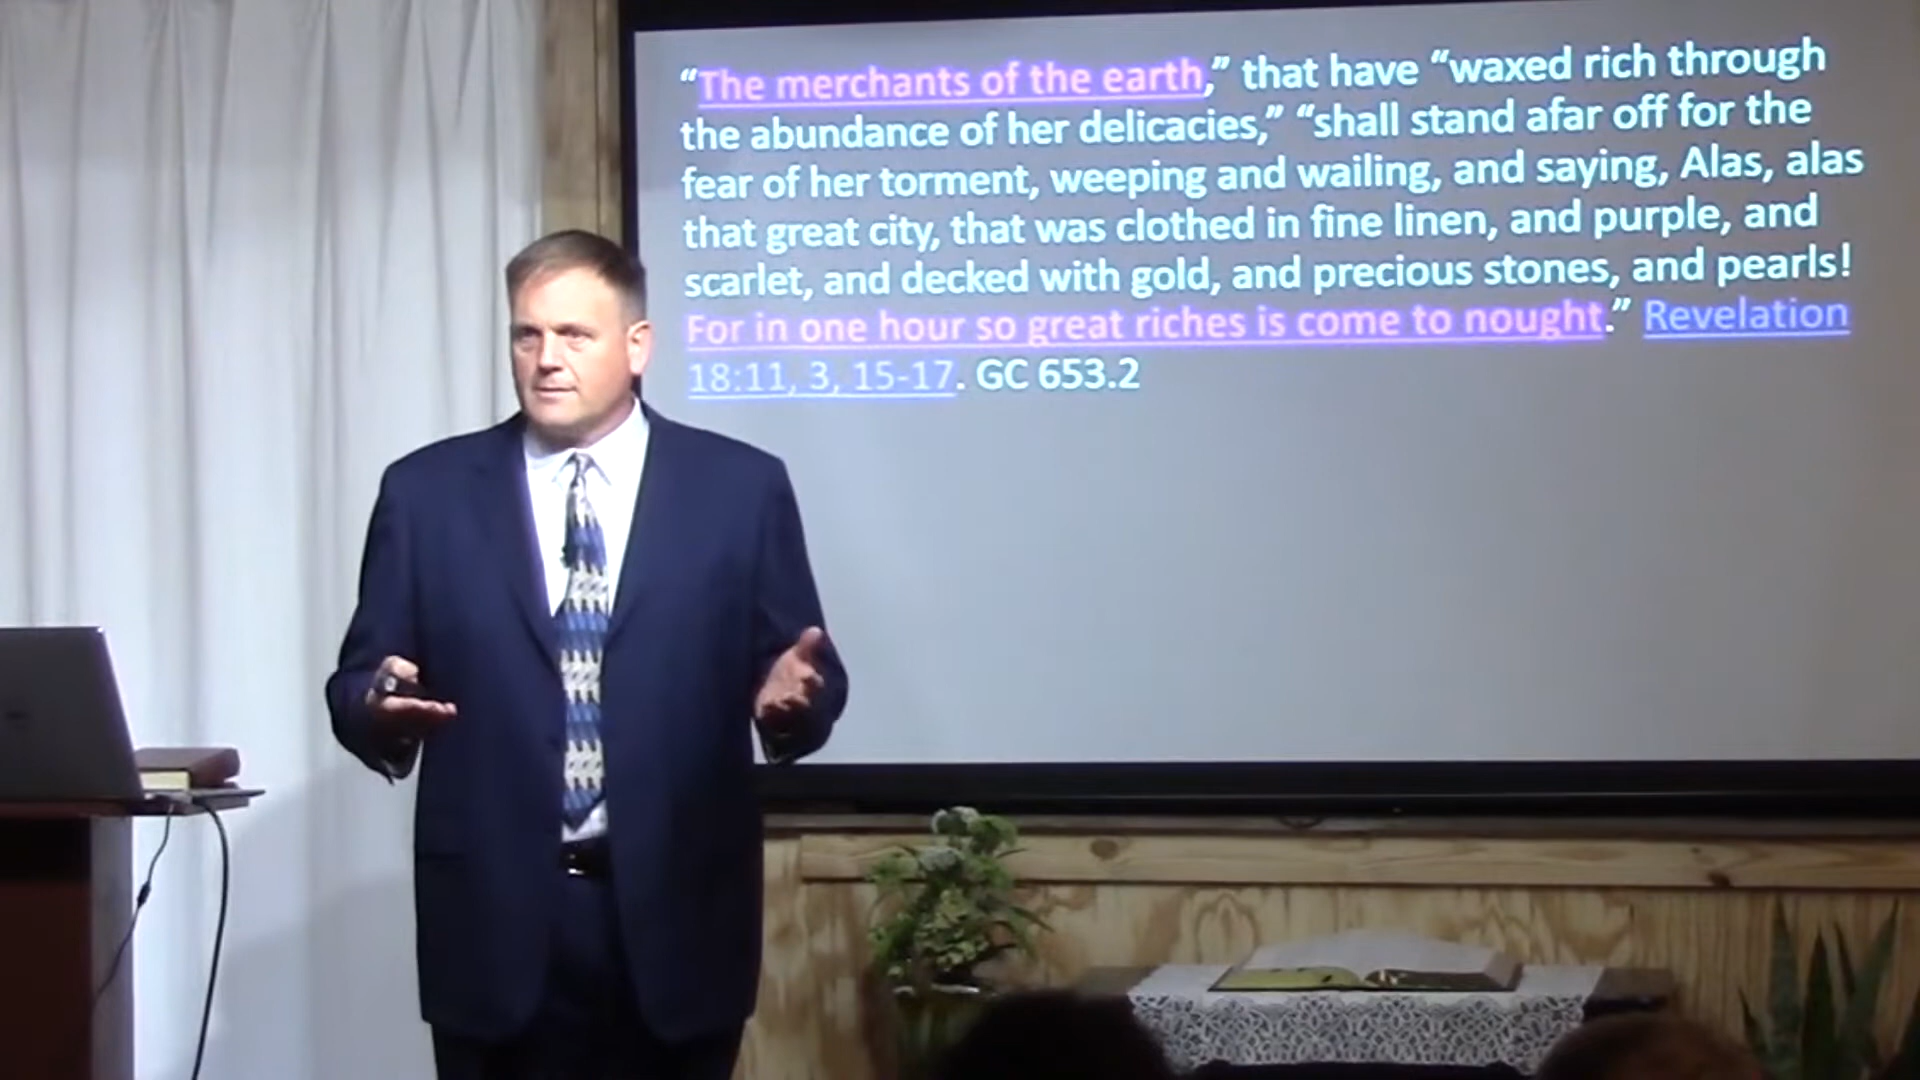 “The merchants of the earth,” that have “waxed rich through
the abundance of her delicacies,” “shall stand afar off for the
fear of her torment, weeping and wailing, and saying, Alas, alas
that great city, that was clothed in fine linen, and purple, and
scarlet, and decked with gold, and precious stones, and pearls!
For in one hour so great riches is come to nought.” Revelation
18:11, 3, 15-17. GC 653.2